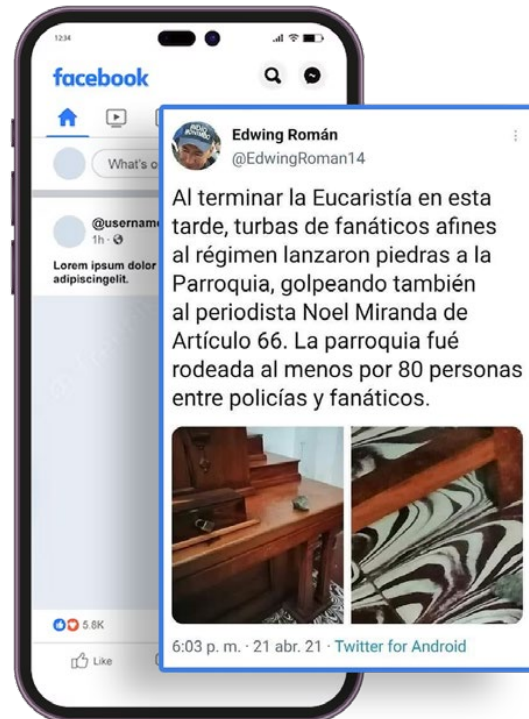 1234
facebook
What's o
@username
1h ·
Lorem ipsum dolor
adipiscingelit.
5.8K
Like
Edwing Román
@EdwingRoman14
Al terminar la Eucaristía en esta
tarde, turbas de fanáticos afines
al régimen lanzaron piedras a la
Parroquia, golpeando también
al periodista Noel Miranda de
Artículo 66. La parroquia fué
rodeada al menos por 80 personas
entre policías y fanáticos.
6:03 p. m. · 21 abr. 21 · Twitter for Android